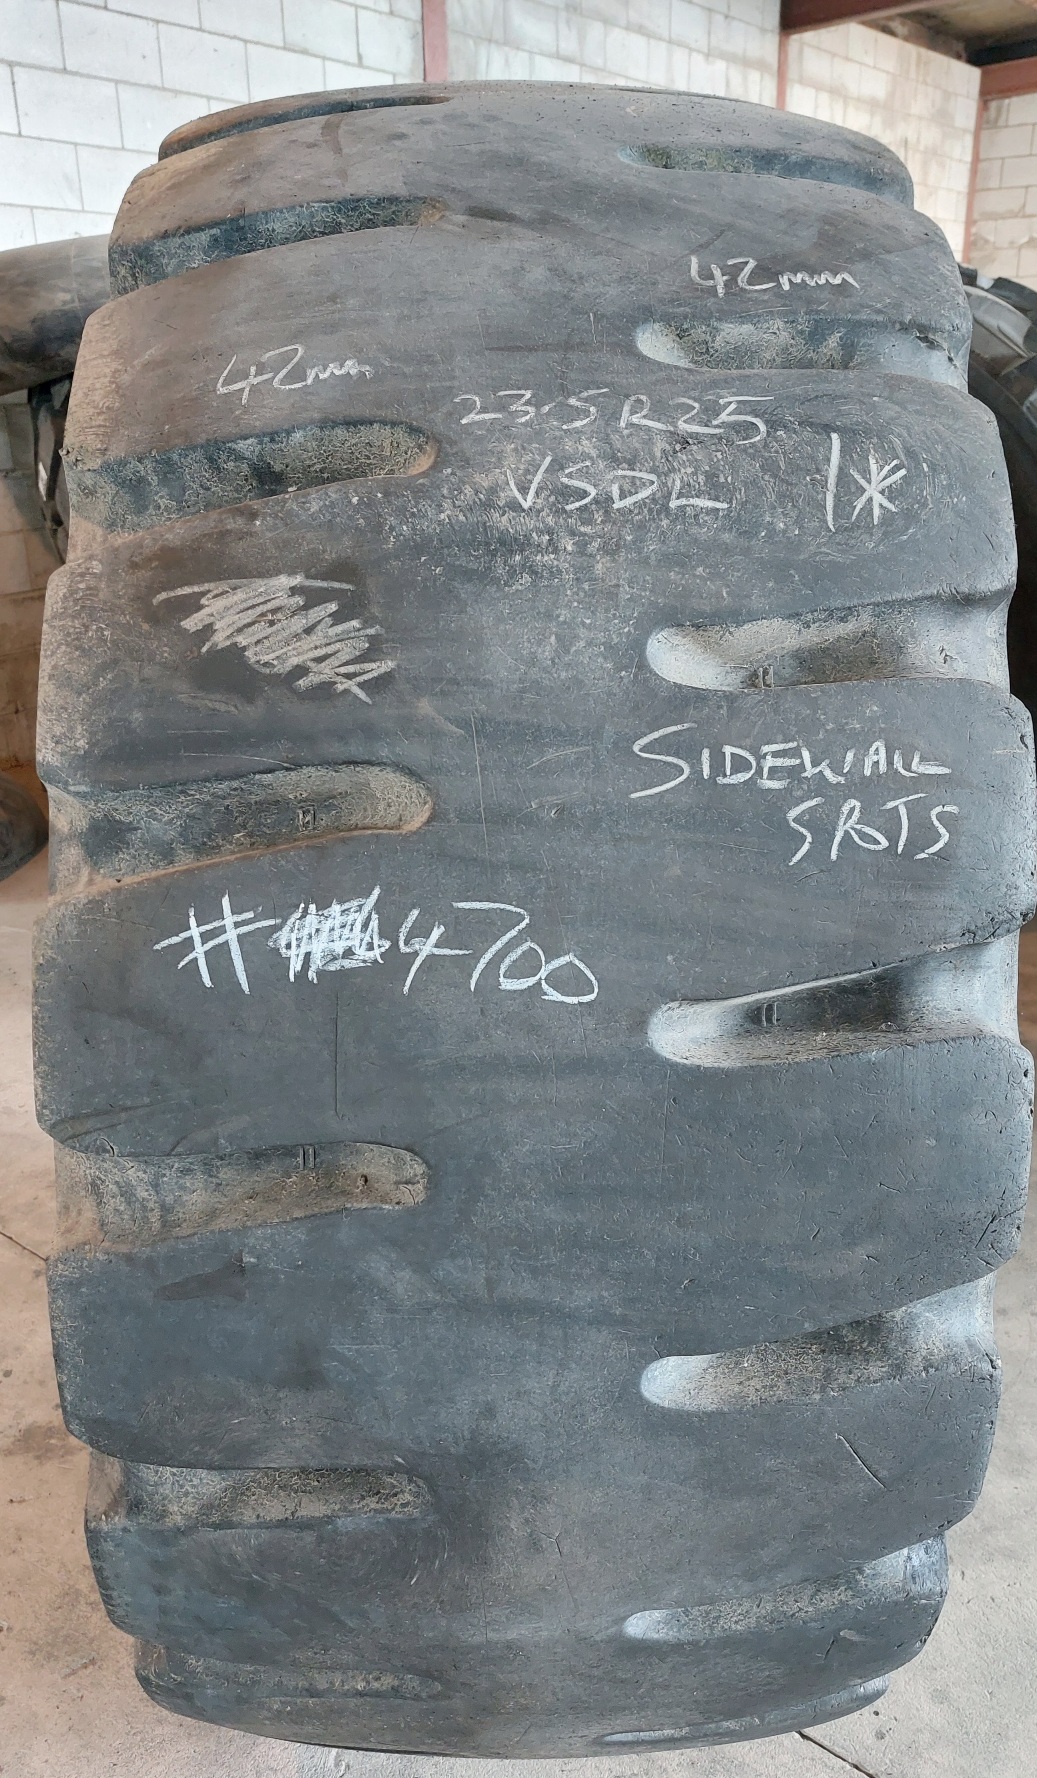 42mm
42mm
23.5R25
VSDL 1*
SIDEWALL
SPOTS
# 4700